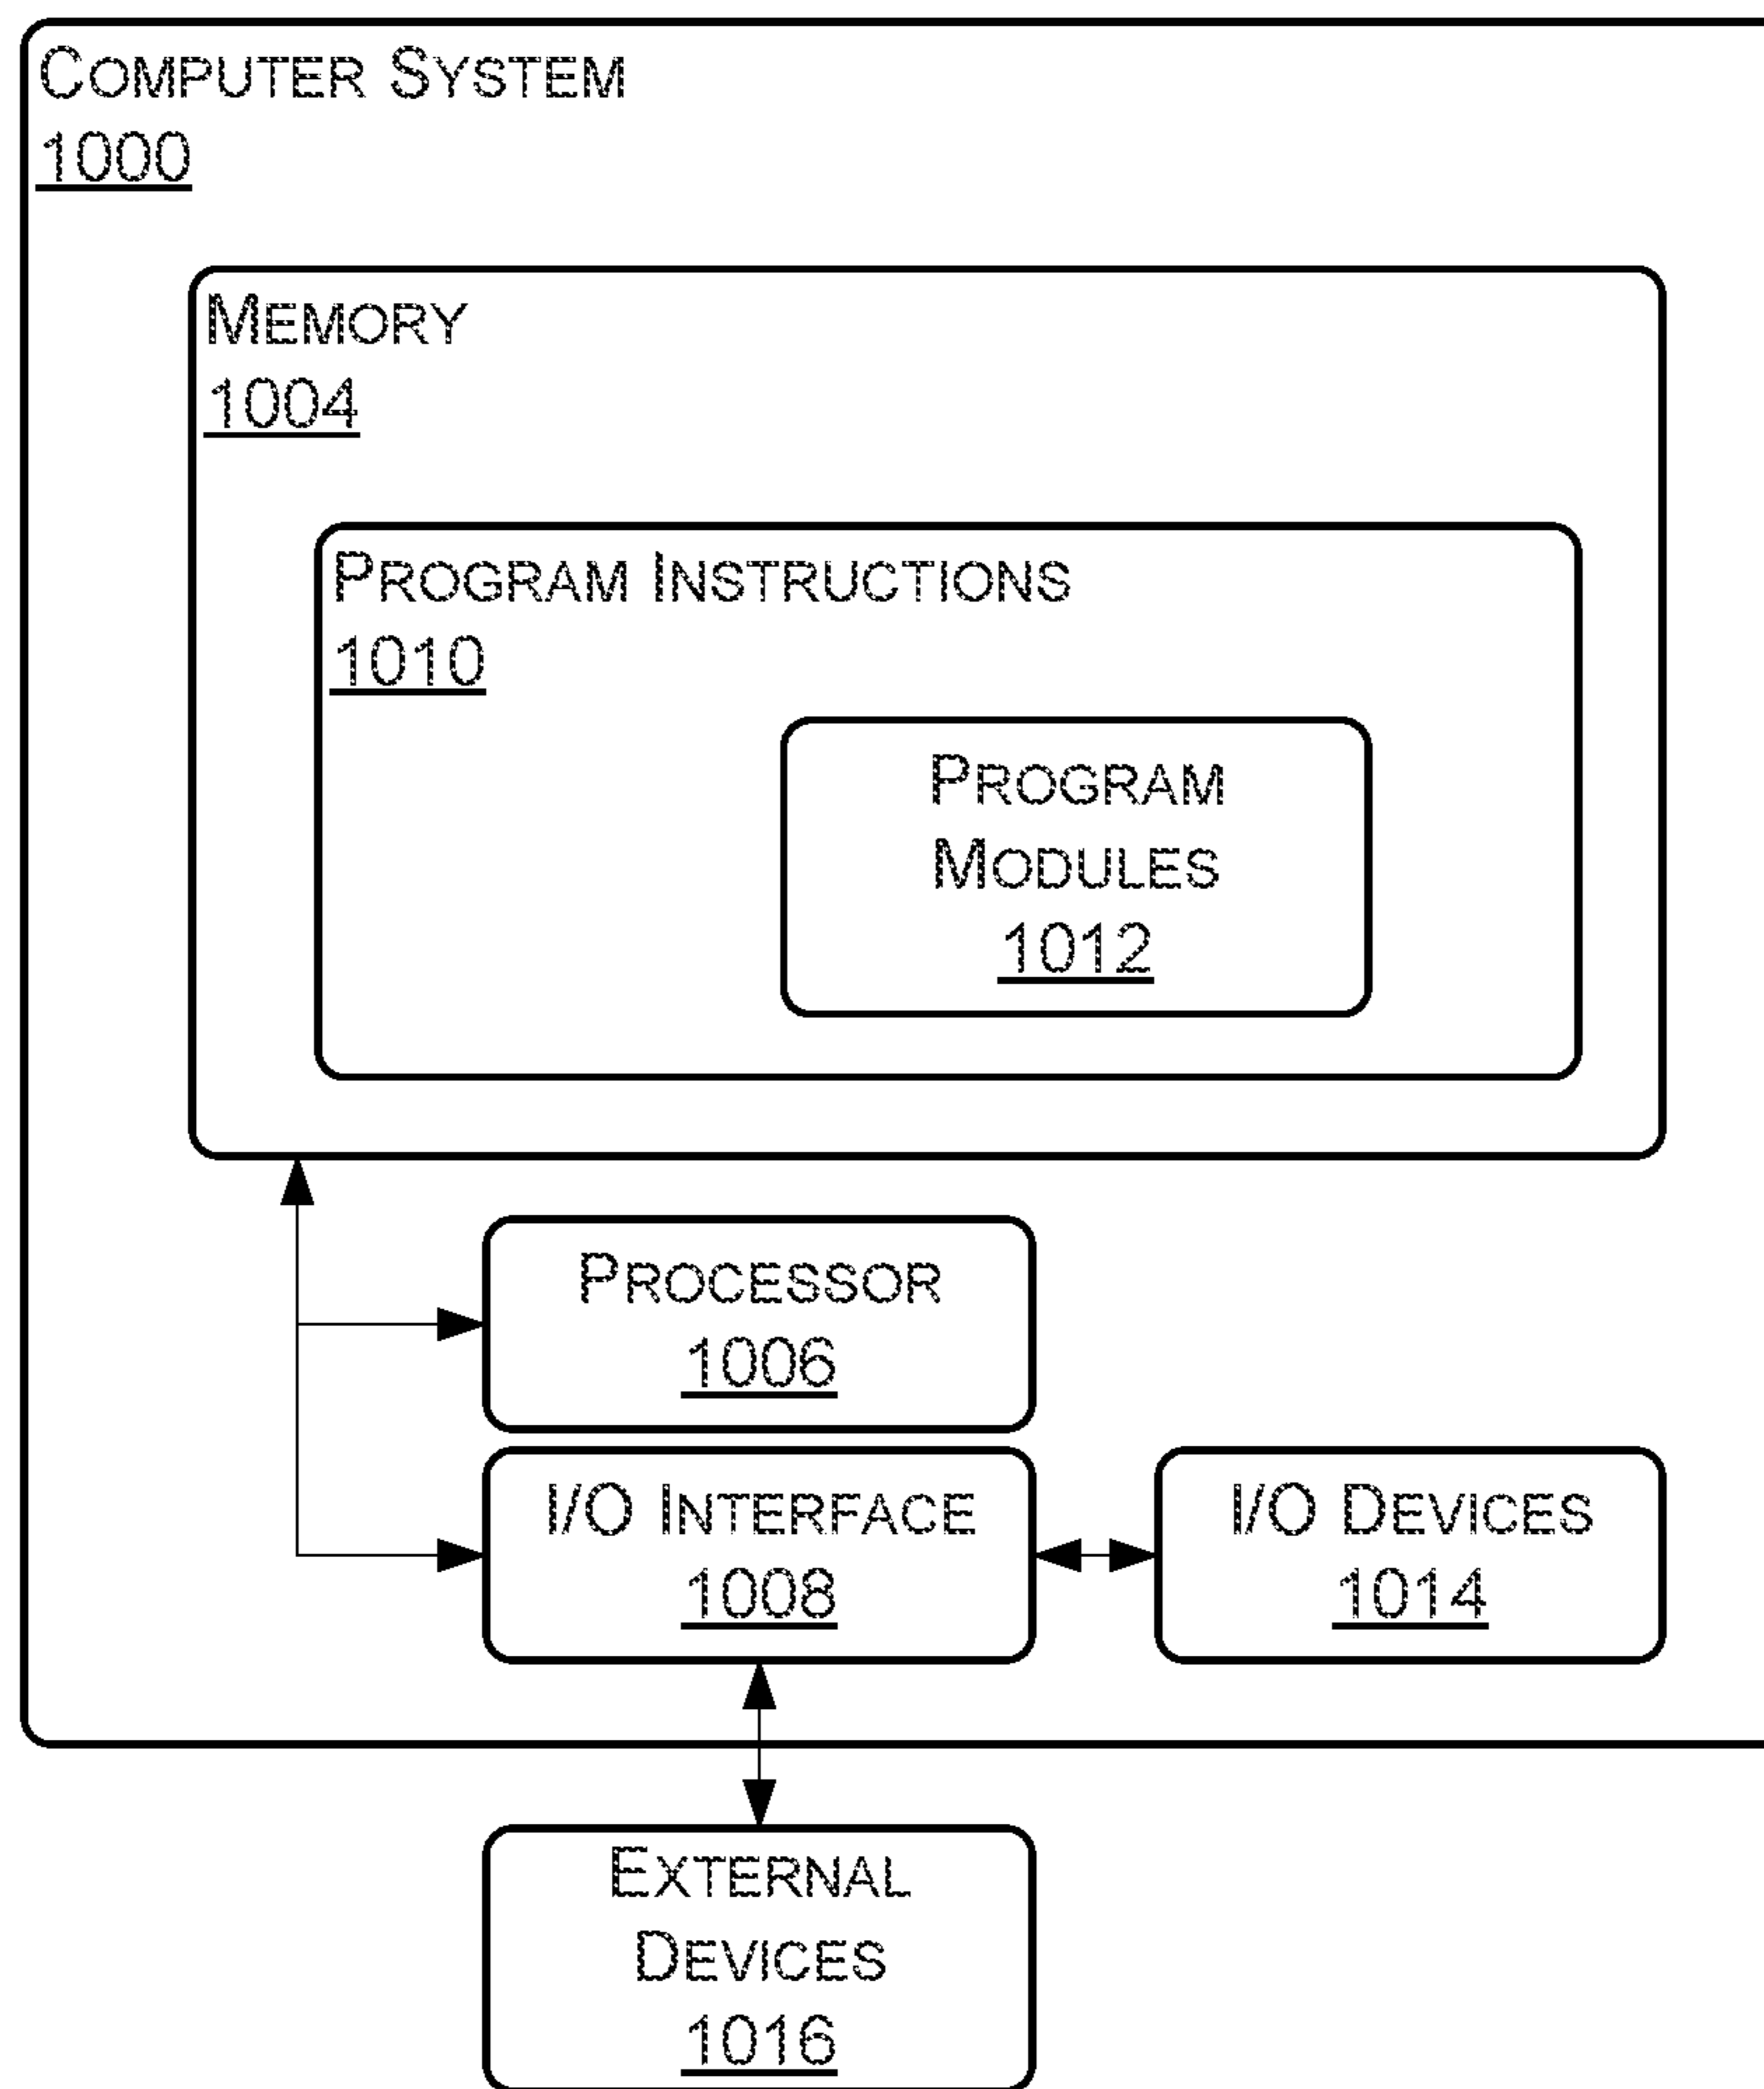 COMPUTER SYSTEM
1000
MEMORY
1004
PROGRAM INSTRUCTIONS
1010
PROGRAM
MODULES
1012
PROCESSOR
1006
I/O INTERFACE
1008
I/O DEVICES
1014
EXTERNAL
DEVICES
1016